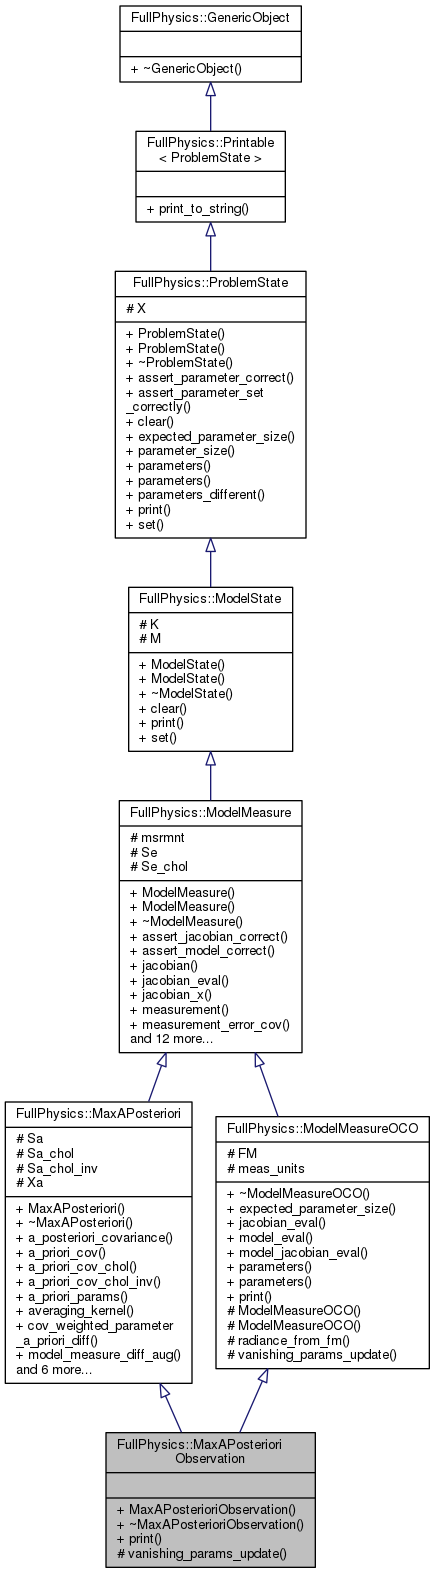 FullPhysics::GenericObject
+ ~GenericObject()
FullPhysics::Printable
< ProblemState >
+ print_to_string()
FullPhysics::ProblemState
# X
+ ProblemState()
+ ProblemState()
+ ~ProblemState()
+ assert_parameter_correct()
+ assert_parameter_set
_correctly()
+ clear()
+ expected_parameter_size()
+ parameter_size()
+ parameters()
+ parameters()
+ parameters_different()
+ print()
+ set()
FullPhysics::ModelState
# K
# M
+ ModelState()
+ ModelState()
+ ~ModelState()
+ clear()
+ print()
+ set()
FullPhysics::ModelMeasure
# msrmnt
# Se
# Se_chol
+ ModelMeasure()
+ ModelMeasure()
+ ~ModelMeasure()
+ assert_jacobian_correct()
+ assert_model_correct()
+ jacobian()
+ jacobian_eval()
+ jacobian_x()
+ measurement()
+ measurement_error_cov()
and 12 more...
FullPhysics::MaxAPosteriori
# Sa
# Sa_chol
# Sa_chol_inv
# Xa
+ MaxAPosteriori()
+ ~MaxAPosteriori()
+ a_posteriori_covariance()
+ a_priori_cov()
+ a_priori_cov_chol()
+ a_priori_cov_chol_inv()
+ a_priori_params()
+ averaging_kernel()
+ cov_weighted_parameter
_a_priori_diff()
+ model_measure_diff_aug()
and 6 more...
FullPhysics::ModelMeasureOCO
# FM
# meas_units
+ ~ModelMeasureOCO()
+ expected_parameter_size()
+ jacobian_eval()
+ model_eval()
+ model_jacobian_eval()
+ parameters()
+ parameters()
+ print()
# ModelMeasureOCO()
# ModelMeasureOCO()
# radiance_from_fm()
# vanishing_params_update()
FullPhysics::MaxAPosteriori
Observation
+ MaxAPosterioriObservation()
+ ~MaxAPosterioriObservation()
+ print()
# vanishing_params_update()